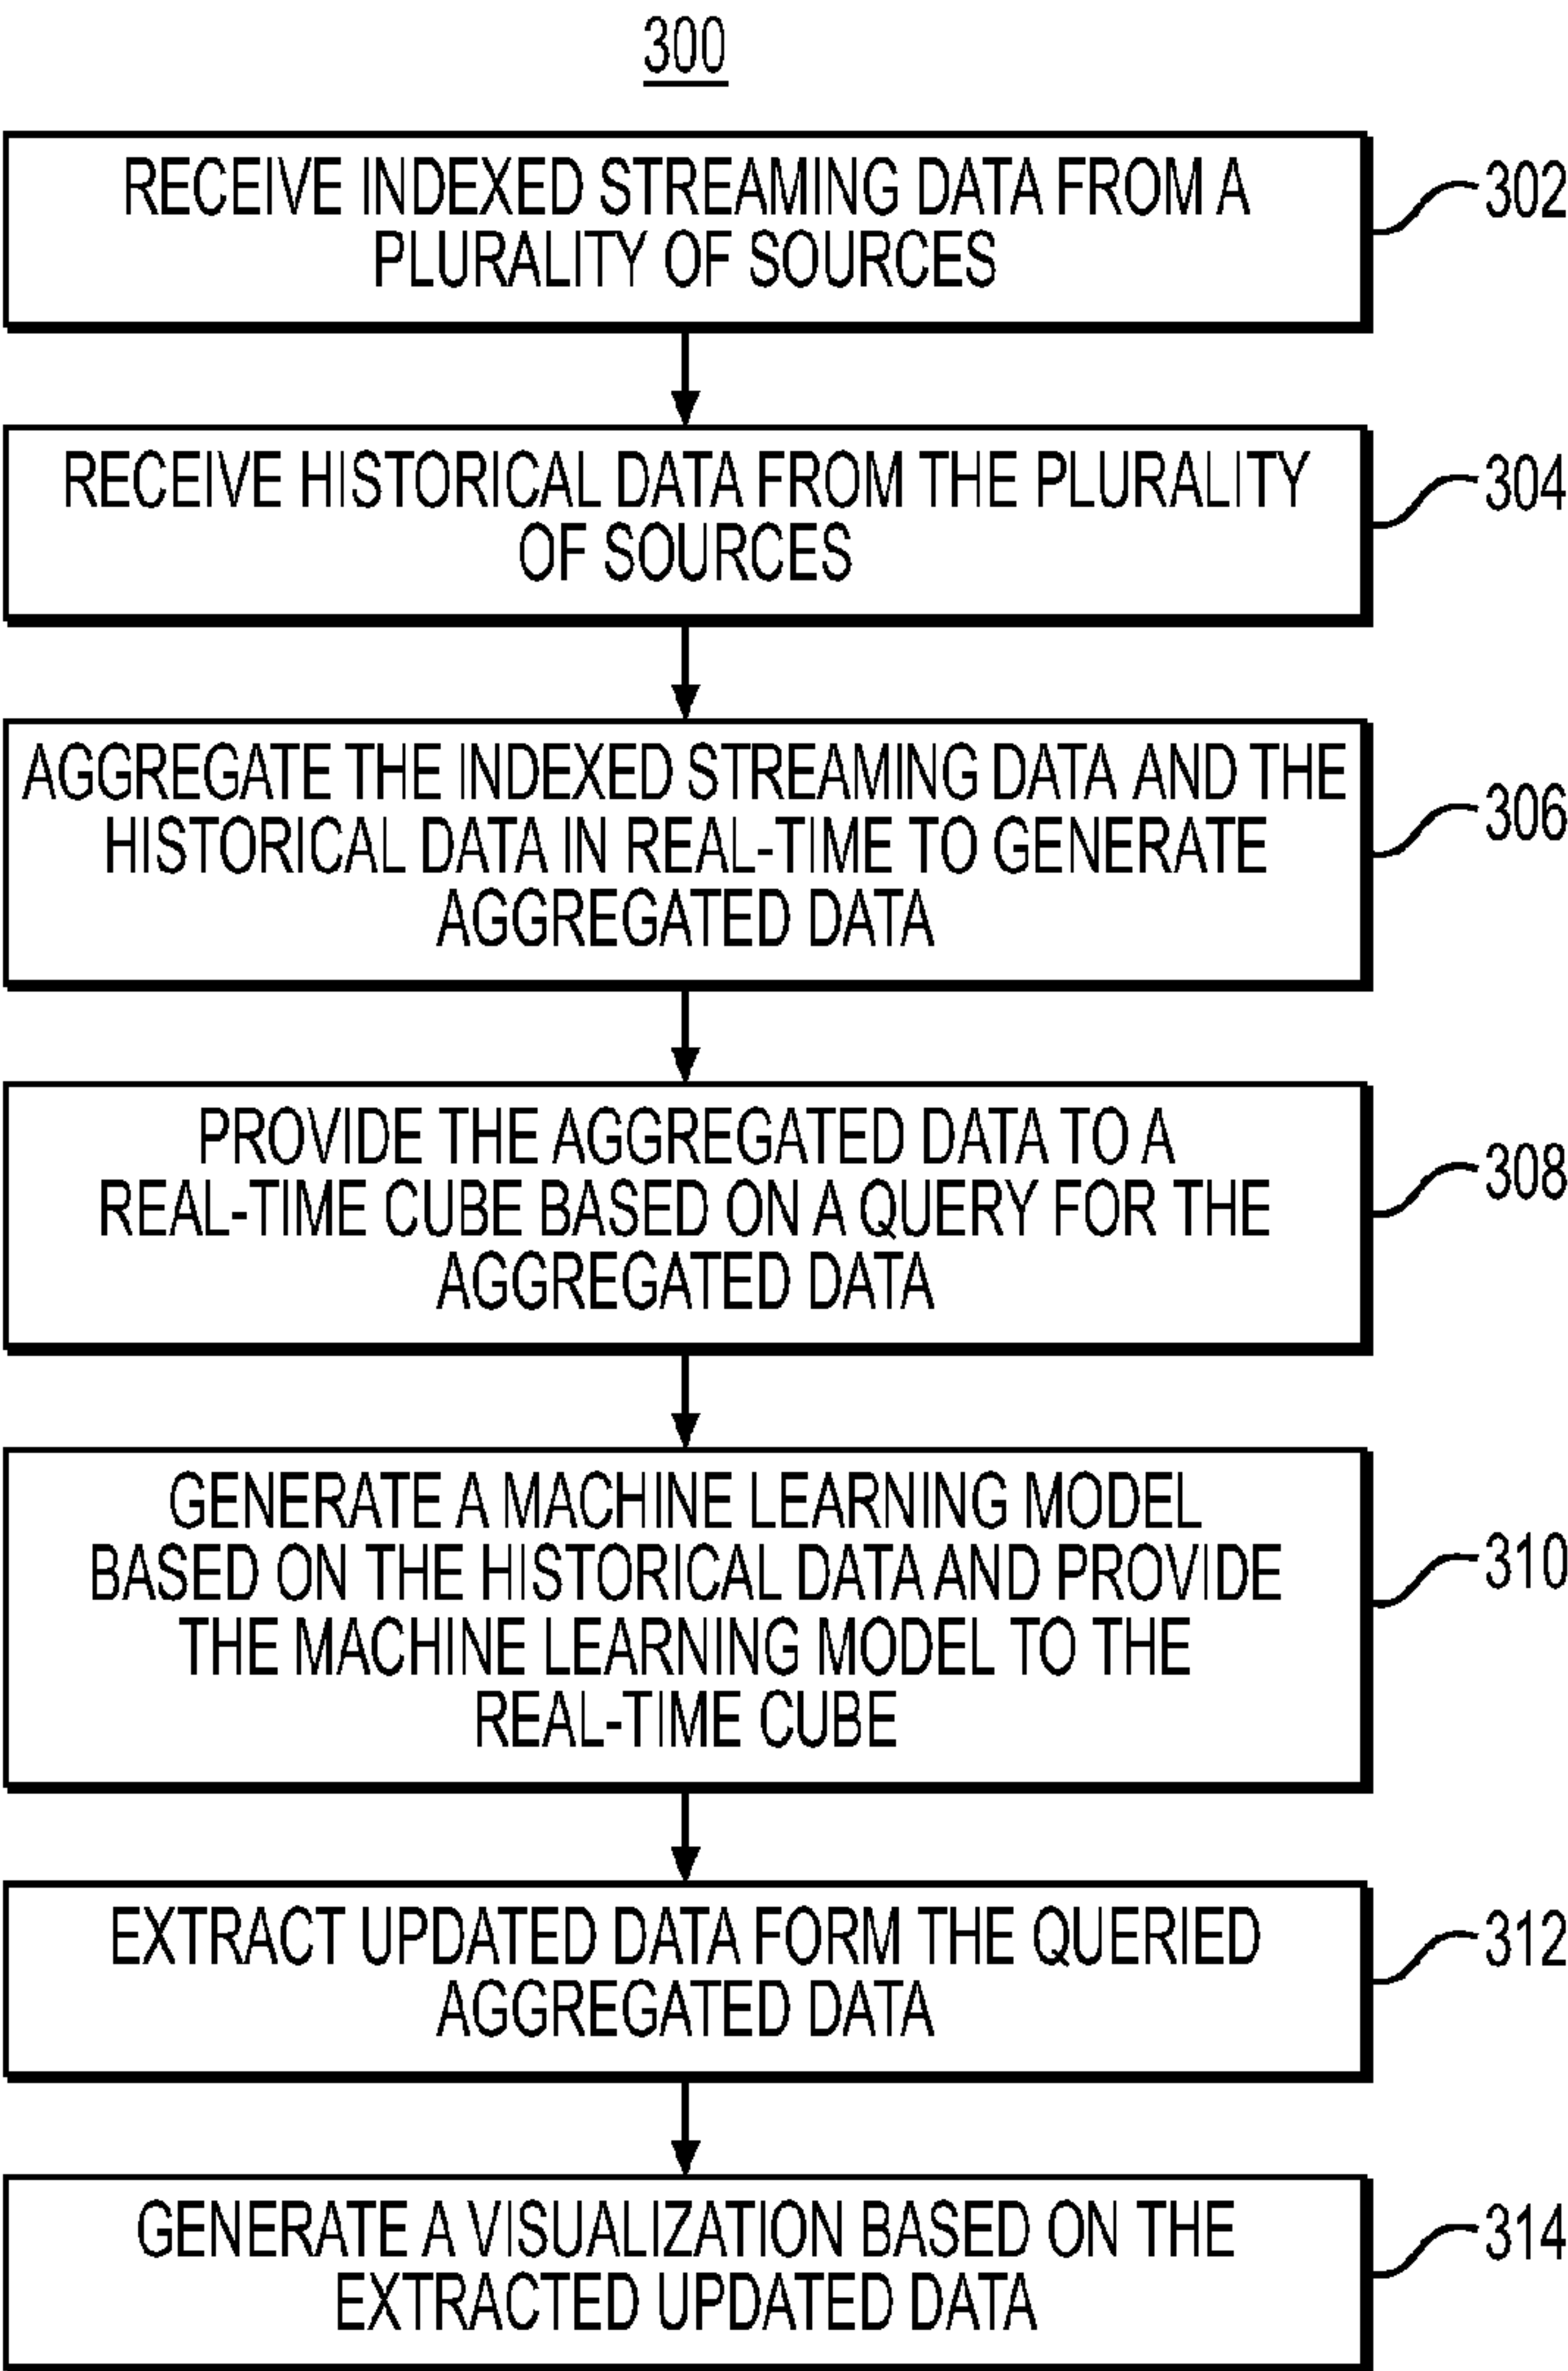 300
RECEIVE INDEXED STREAMING DATA FROM A
PLURALITY OF SOURCES
302
RECEIVE HISTORICAL DATA FROM THE PLURALITY
OF SOURCES
304
AGGREGATE THE INDEXED STREAMING DATA AND THE
HISTORICAL DATA IN REAL-TIME TO GENERATE
AGGREGATED DATA
306
PROVIDE THE AGGREGATED DATA TO A
REAL-TIME CUBE BASED ON A QUERY FOR THE
AGGREGATED DATA
308
GENERATE A MACHINE LEARNING MODEL
BASED ON THE HISTORICAL DATA AND PROVIDE
THE MACHINE LEARNING MODEL TO THE
REAL-TIME CUBE
310
EXTRACT UPDATED DATA FORM THE QUERIED
AGGREGATED DATA
312
GENERATE A VISUALIZATION BASED ON THE
EXTRACTED UPDATED DATA
314